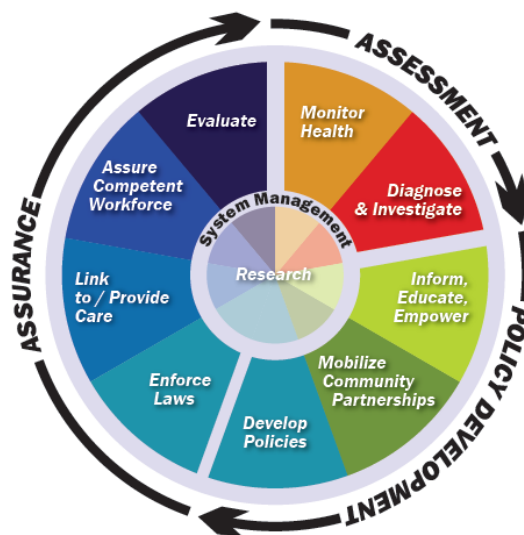 ASSESSMENT
Monitor
Health
Diagnose
& Investigate
POLICY DEVELOPMENT
Inform,
Educate,
Empower
Mobilize
Community
Partnerships
Develop
Policies
ASSURANCE
Enforce
Laws
Link
to / Provide
Care
Assure
Competent
Workforce
Evaluate
System Management
Research